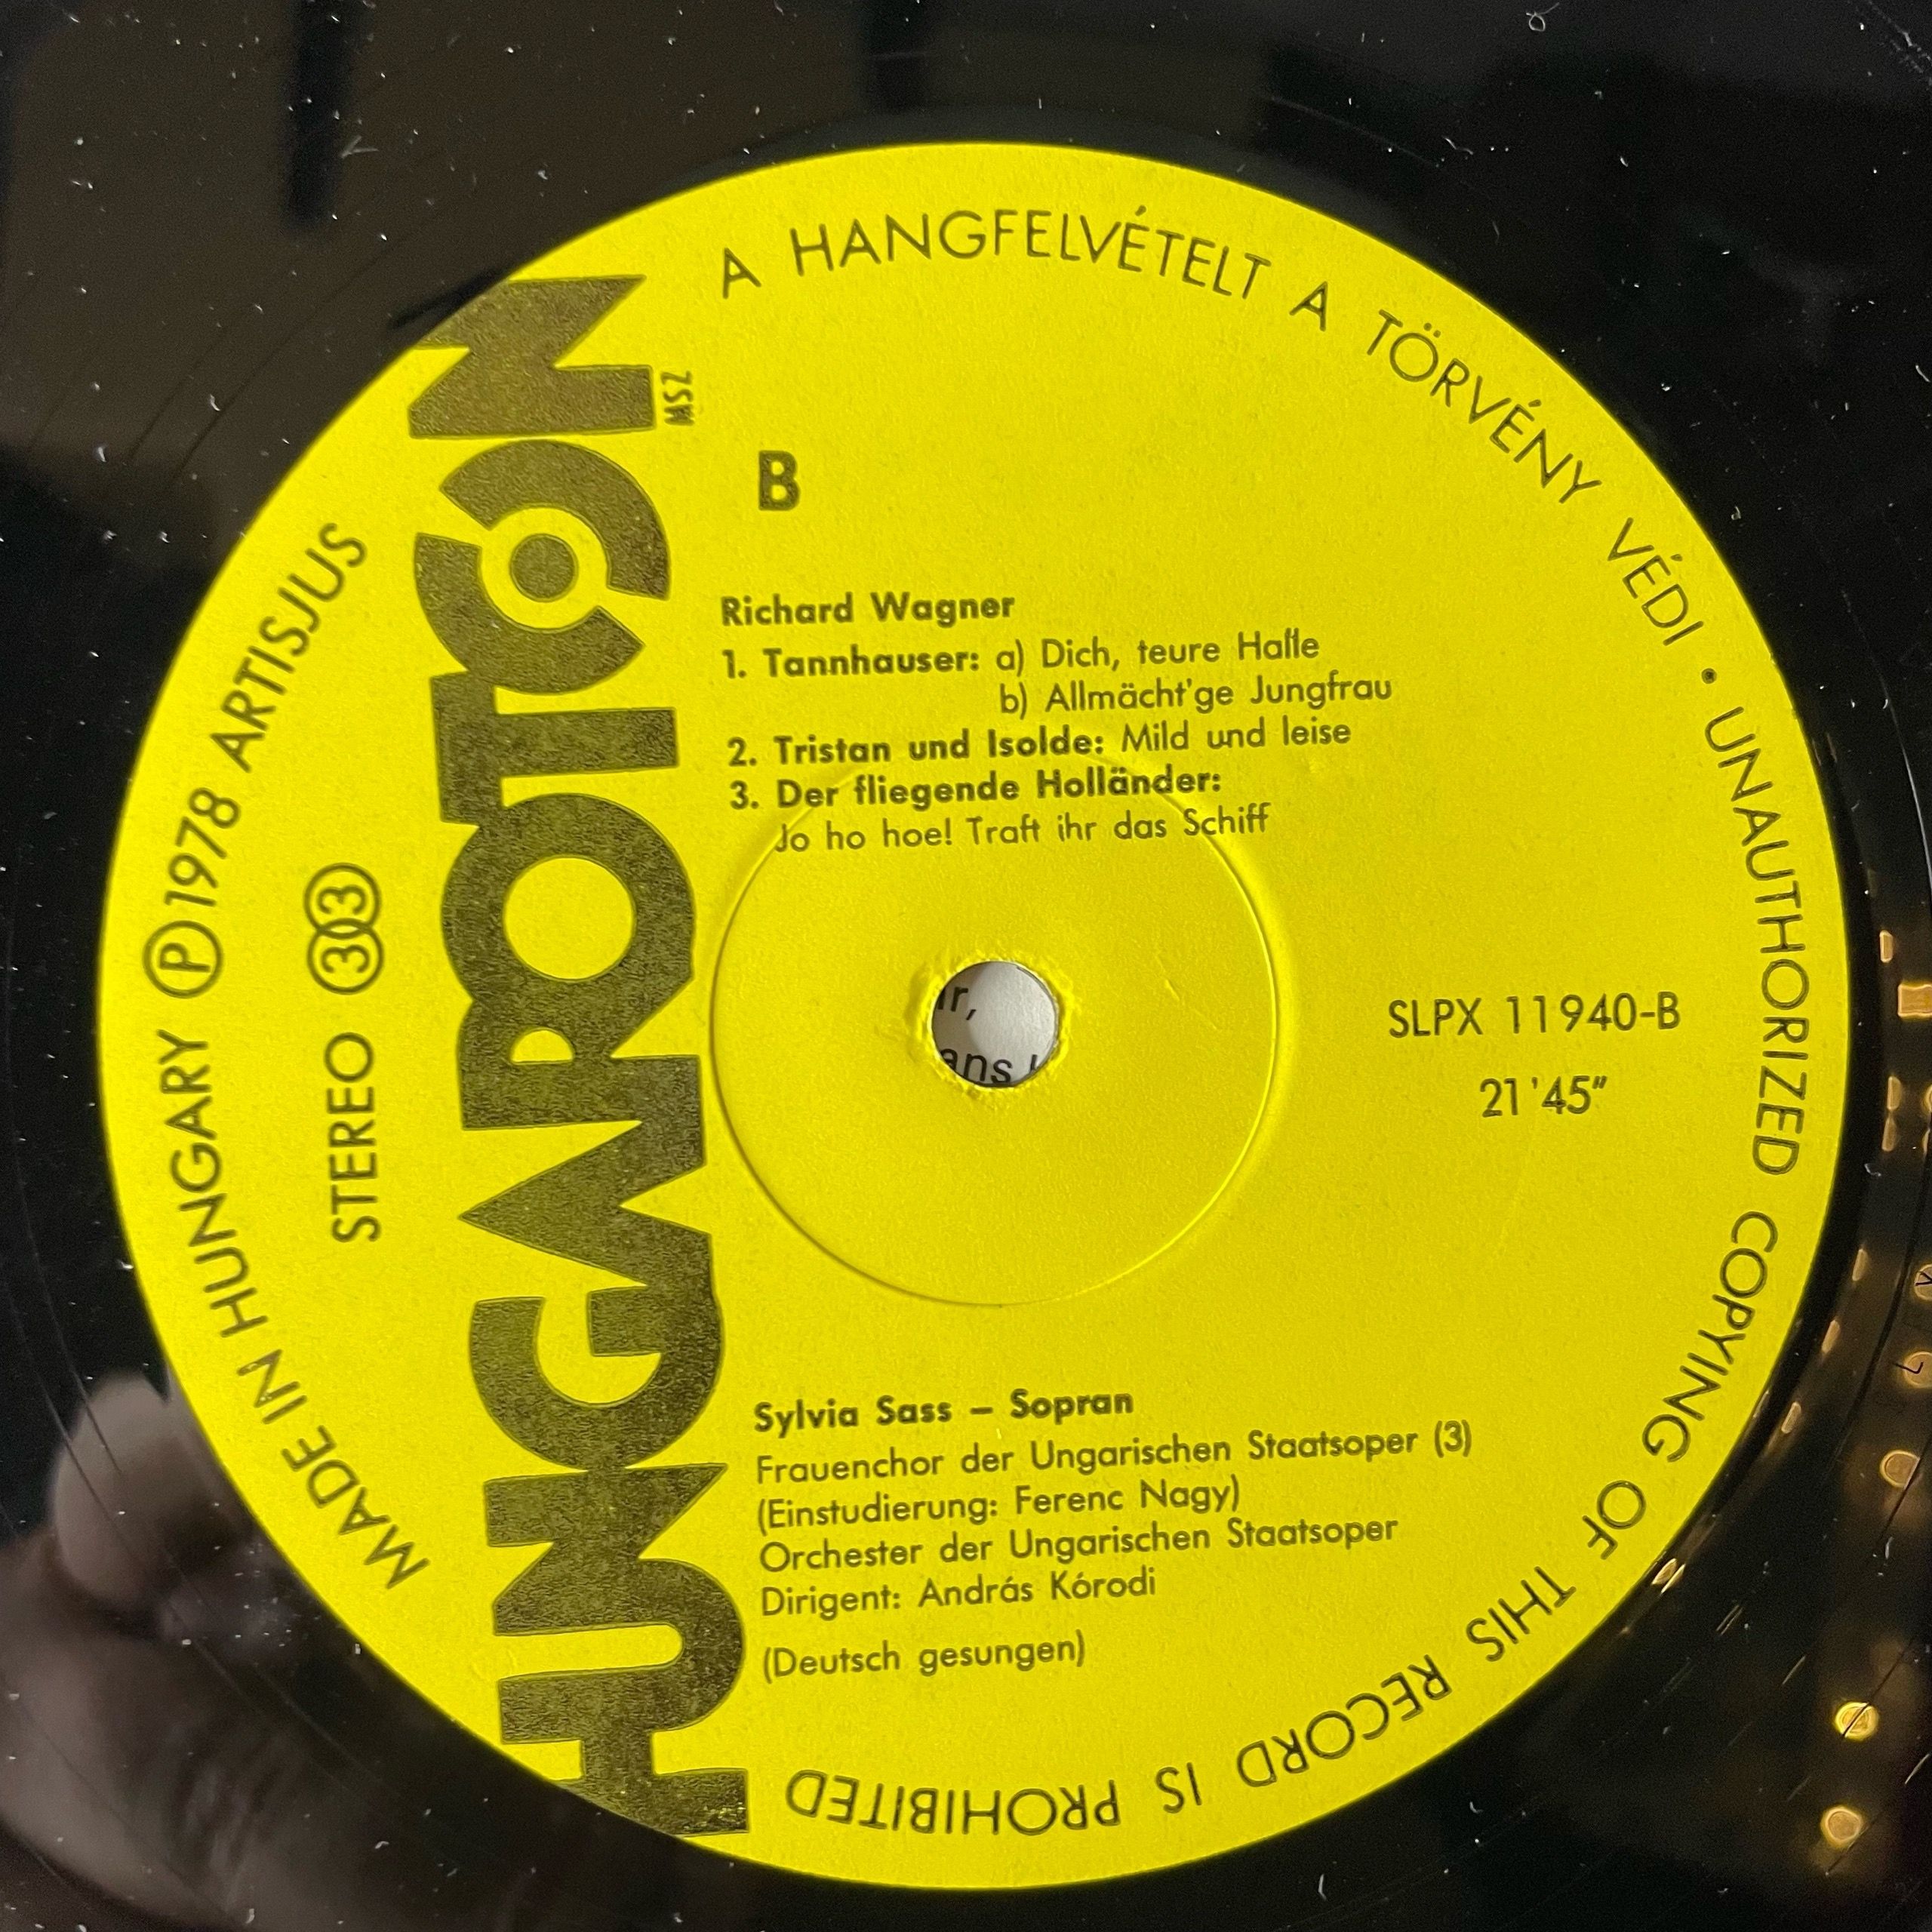 A HANGFELVÉTELT A TÖRVÉNY VÉDI • UNAUTHORIZED COPYING OF THIS RECORD IS PROHIBITED
MADE IN HUNGARY Ⓟ 1978 ARTISJUS
STEREO 303
HUNGAROTON
MSZ
B
Richard Wagner
1. Tannhauser: a) Dich, teure Halle
b) Allmächt'ge Jungfrau
2. Tristan und Isolde: Mild und leise
3. Der fliegende Holländer:
Jo ho hoe! Traft ihr das Schiff
SLPX 11940-B
21'45"
Sylvia Sass – Sopran
Frauenchor der Ungarischen Staatsoper (3)
(Einstudierung: Ferenc Nagy)
Orchester der Ungarischen Staatsoper
Dirigent: András Kórodi
(Deutsch gesungen)